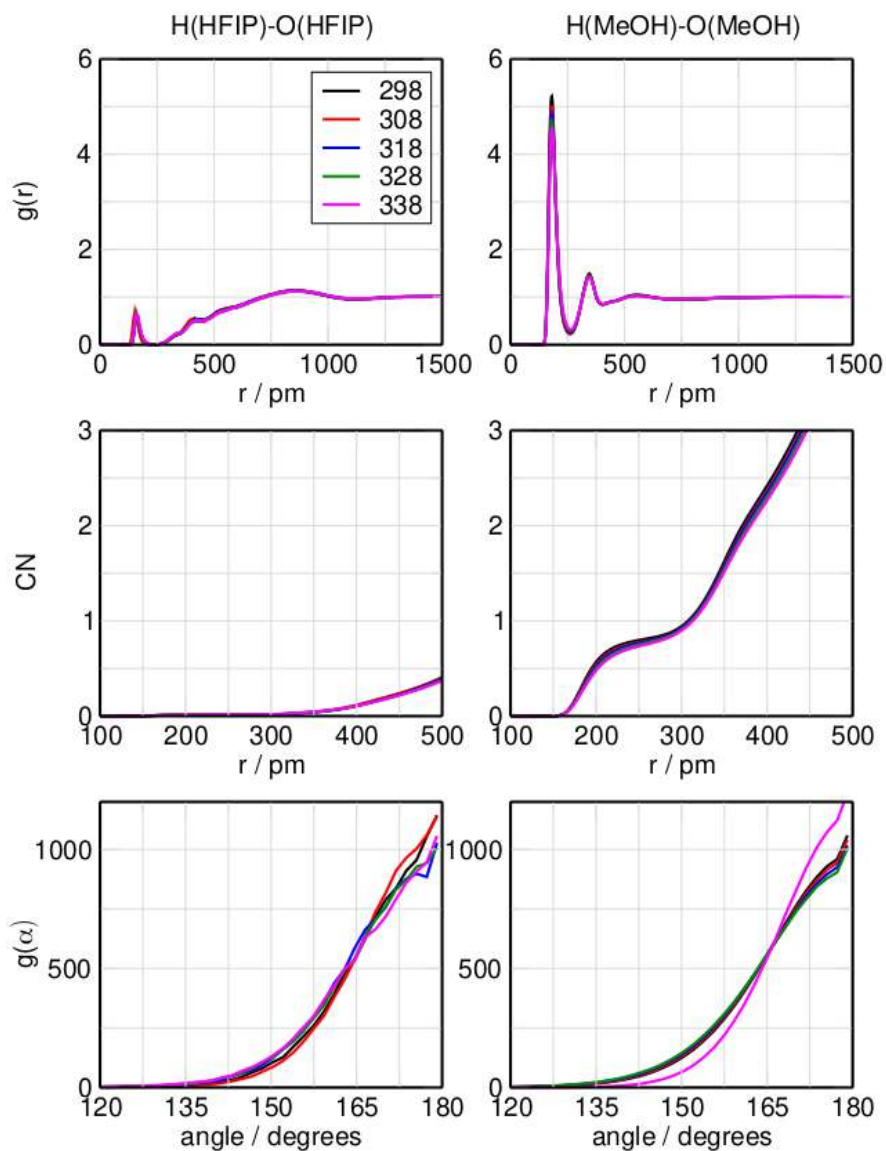 H(HFIP)-O(HFIP)
H(MeOH)-O(MeOH)
g(r)
6
4
2
0
0 500 1000 1500
r / pm
298
308
318
328
338
6
4
2
0
0 500 1000 1500
r / pm
CN
3
2
1
0
100 200 300 400 500
r / pm
3
2
1
0
100 200 300 400 500
r / pm
g(α)
1000
500
0
120 135 150 165 180
angle / degrees
1000
500
0
120 135 150 165 180
angle / degrees